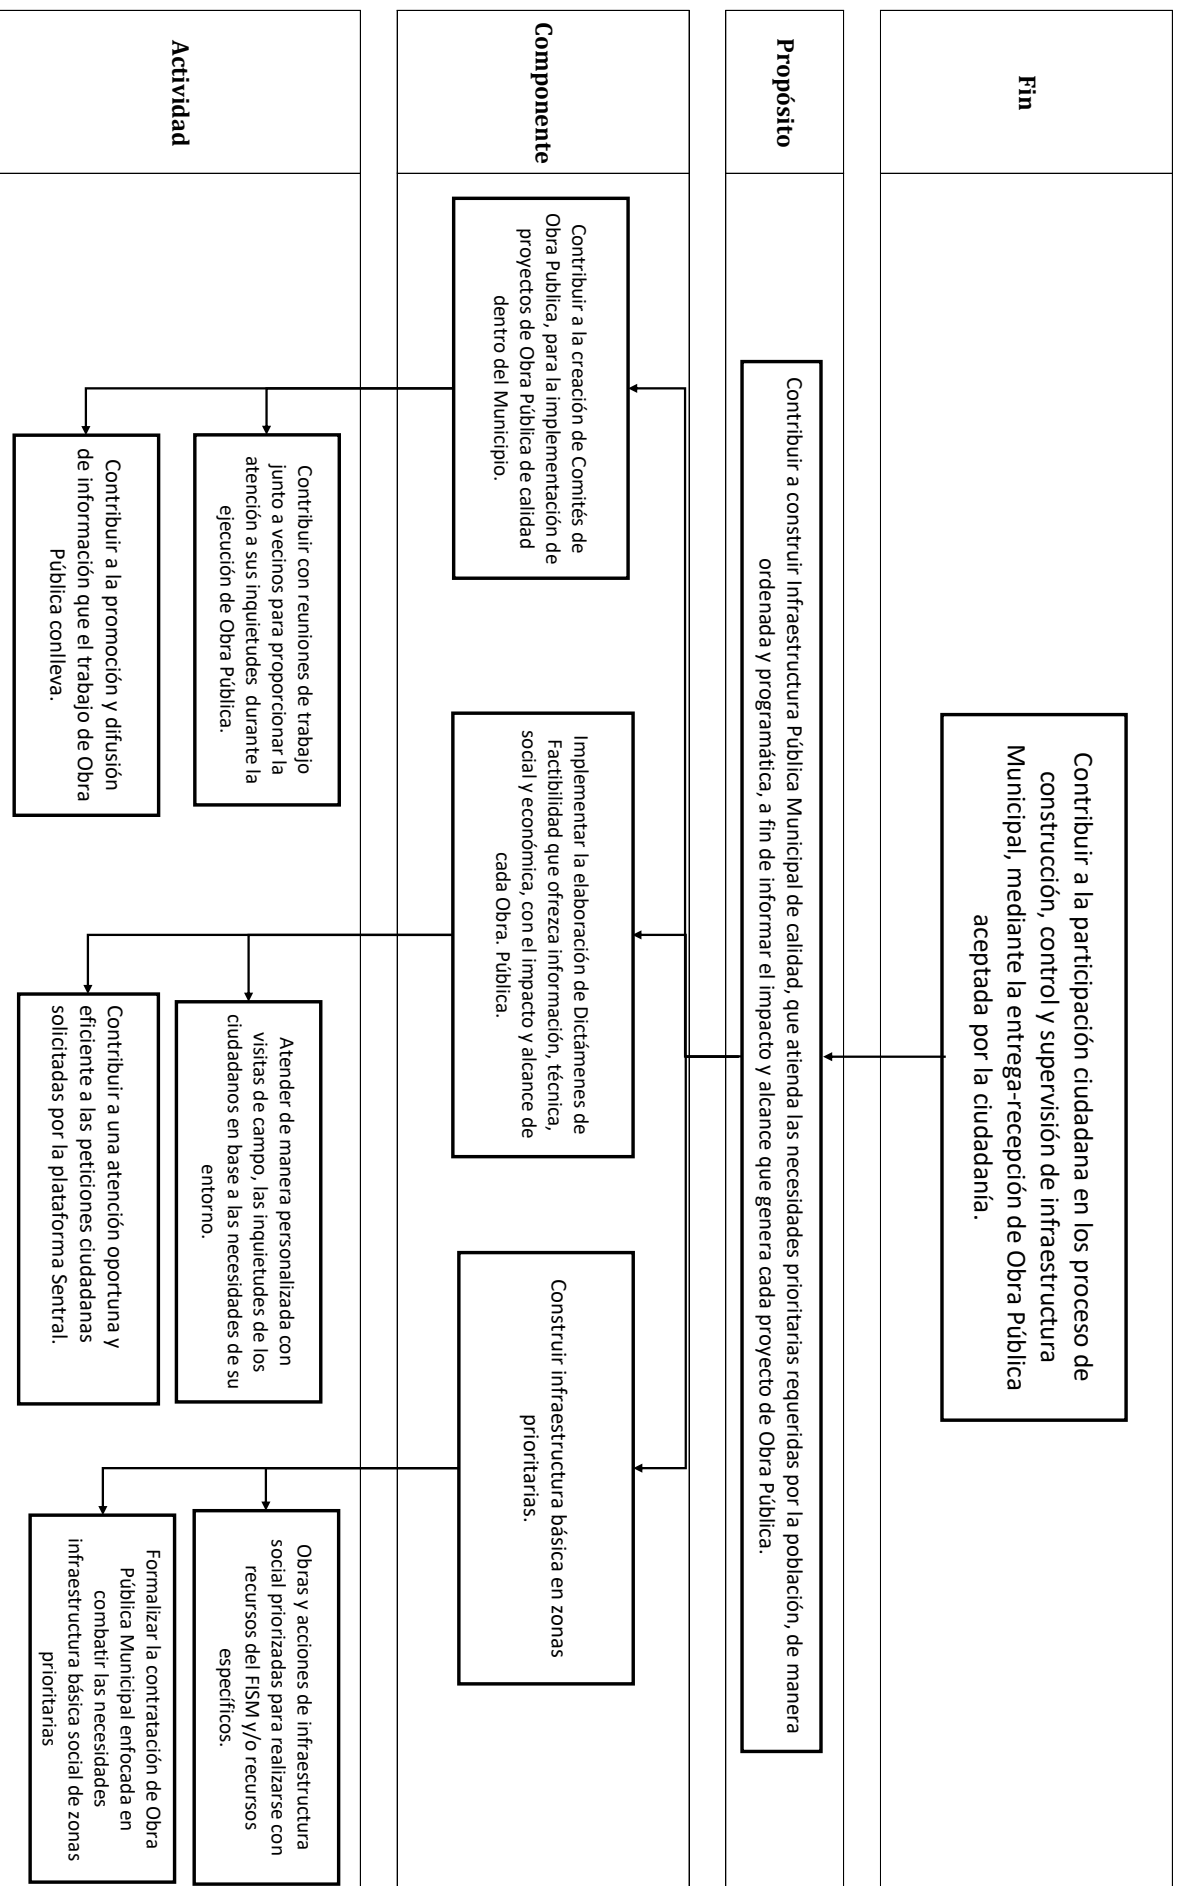 Fin
Contribuir a la participación ciudadana en los proceso de
construcción, control y supervisión de infraestructura
Municipal, mediante la entrega-recepción de Obra Pública
aceptada por la ciudadanía.
Propósito
Contribuir a construir Infraestructura Pública Municipal de calidad, que atienda las necesidades prioritarias requeridas por la población, de manera
ordenada y programática, a fin de informar el impacto y alcance que genera cada proyecto de Obra Pública.
Componente
Contribuir a la creación de Comités de
Obra Publica, para la implementación de
proyectos de Obra Pública de calidad
dentro del Municipio.
Implementar la elaboración de Dictámenes de
Factibilidad que ofrezca información, técnica,
social y económica, con el impacto y alcance de
cada Obra. Pública.
Construir infraestructura básica en zonas
prioritarias.
Actividad
Contribuir con reuniones de trabajo
junto a vecinos para proporcionar la
atención a sus inquietudes durante la
ejecución de Obra Pública.
Contribuir a la promoción y difusión
de información que el trabajo de Obra
Pública conlleva.
Atender de manera personalizada con
visitas de campo, las inquietudes de los
ciudadanos en base a las necesidades de su
entorno.
Contribuir a una atención oportuna y
eficiente a las peticiones ciudadanas
solicitadas por la plataforma Sentral.
Obras y acciones de infraestructura
social priorizadas para realizarse con
recursos del FISM y/o recursos
específicos.
Formalizar la contratación de Obra
Pública Municipal enfocada en
combatir las necesidades
infraestructura básica social de zonas
prioritarias